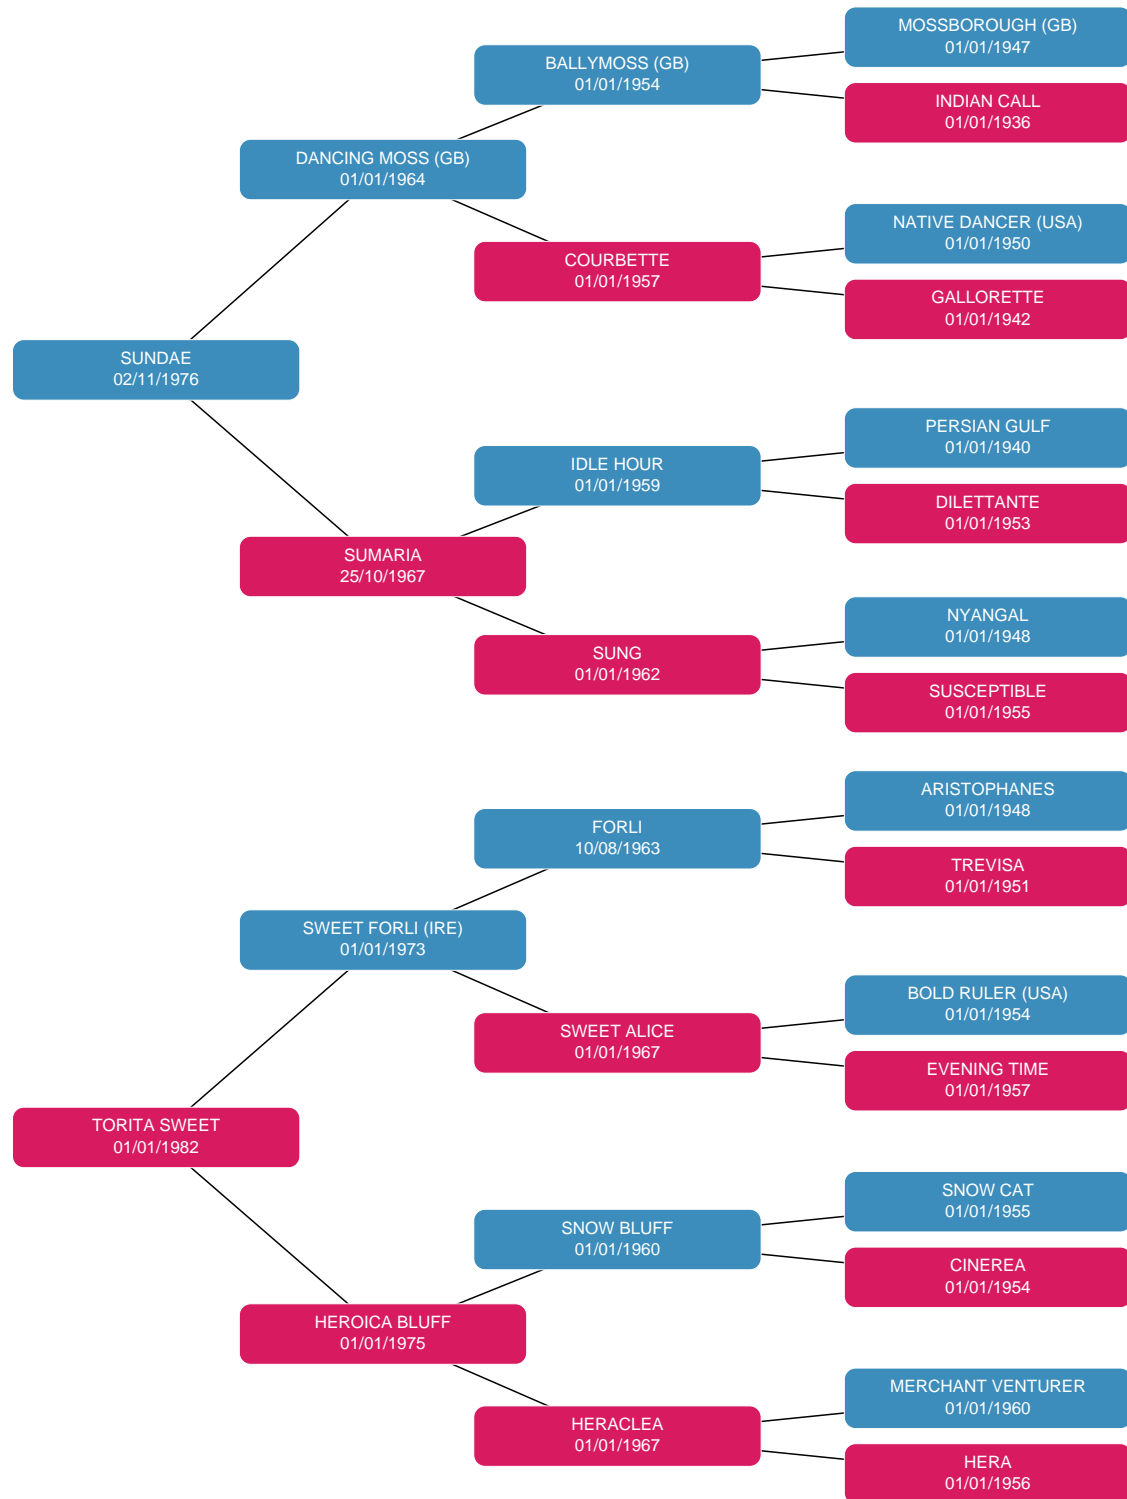 MOSSBOROUGH (GB)
01/01/1947
BALLYMOSS (GB)
01/01/1954
INDIAN CALL
01/01/1936
DANCING MOSS (GB)
01/01/1964
NATIVE DANCER (USA)
01/01/1950
COURBETTE
01/01/1957
GALLORETTE
01/01/1942
SUNDAE
02/11/1976
PERSIAN GULF
01/01/1940
IDLE HOUR
01/01/1959
DILETTANTE
01/01/1953
SUMARIA
25/10/1967
NYANGAL
01/01/1948
SUNG
01/01/1962
SUSCEPTIBLE
01/01/1955
ARISTOPHANES
01/01/1948
FORLI
10/08/1963
TREVISA
01/01/1951
SWEET FORLI (IRE)
01/01/1973
BOLD RULER (USA)
01/01/1954
SWEET ALICE
01/01/1967
EVENING TIME
01/01/1957
TORITA SWEET
01/01/1982
SNOW CAT
01/01/1955
SNOW BLUFF
01/01/1960
CINEREA
01/01/1954
HEROICA BLUFF
01/01/1975
MERCHANT VENTURER
01/01/1960
HERACLEA
01/01/1967
HERA
01/01/1956